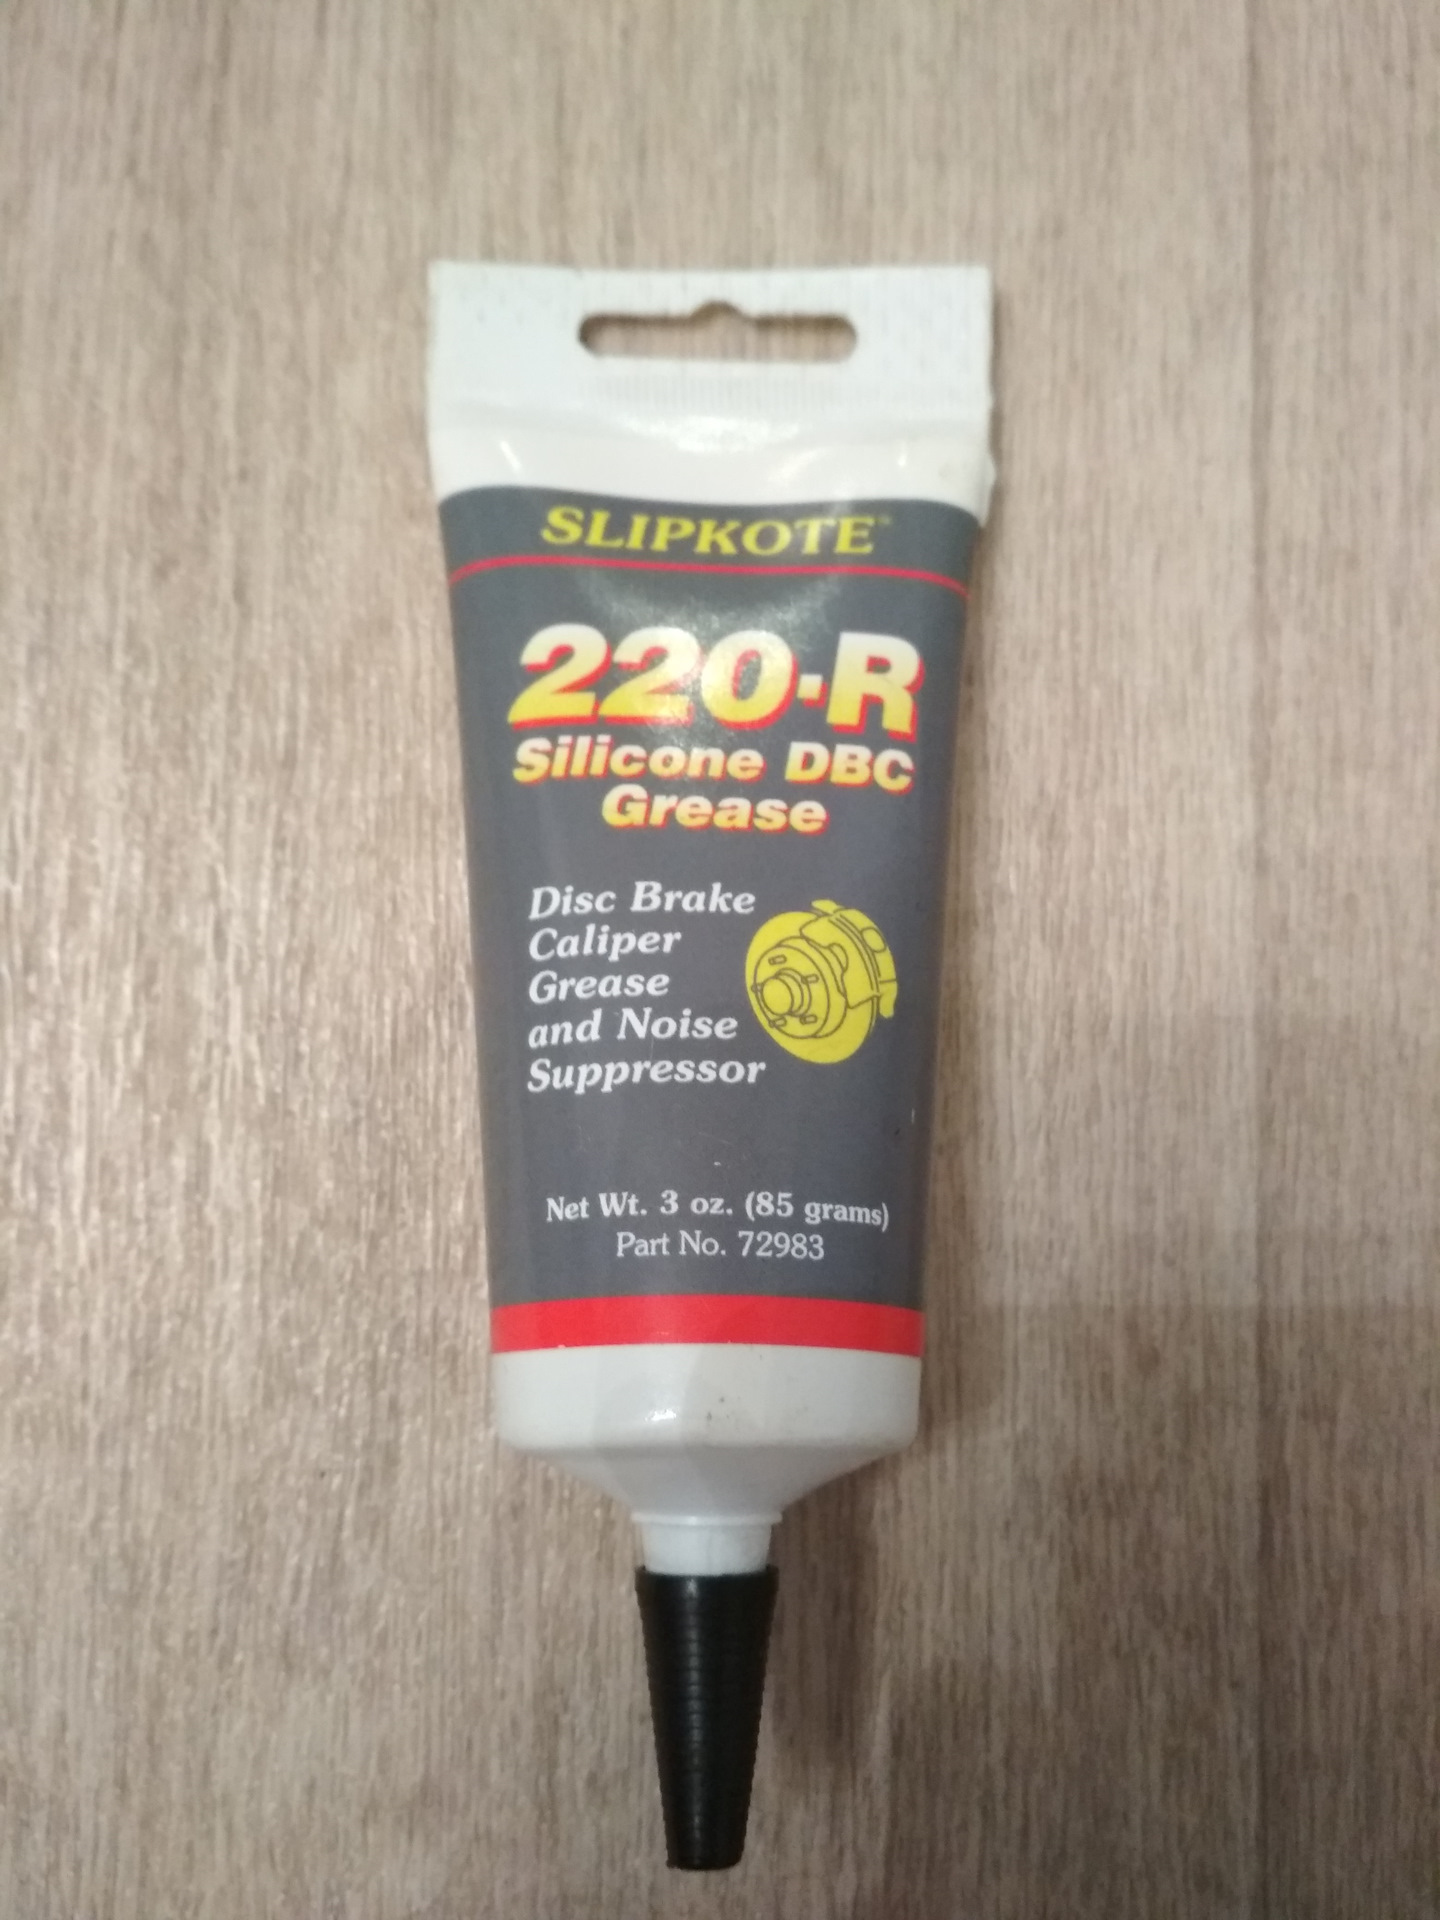 SLIPKOTE™
220-R
Silicone DBC
Grease
Disc Brake
Caliper
Grease
and Noise
Suppressor
Net Wt. 3 oz. (85 grams)
Part No. 72983